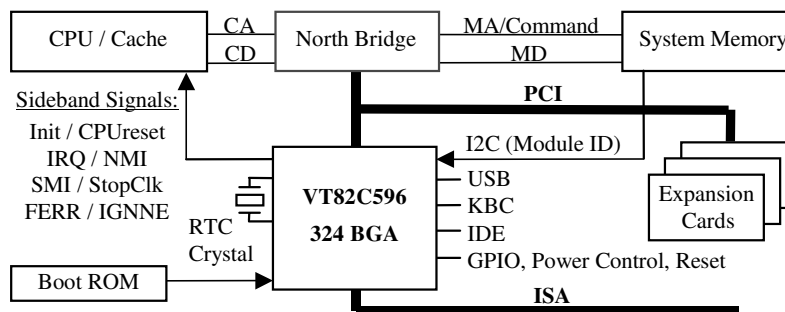 CPU / Cache
CA
CD
North Bridge
MA/Command
MD
System Memory
Sideband Signals:
Init / CPUreset
IRQ / NMI
SMI / StopClk
FERR / IGNNE
PCI
I2C (Module ID)
VT82C596
324 BGA
RTC
Crystal
USB
KBC
IDE
GPIO, Power Control, Reset
Expansion
Cards
Boot ROM
ISA